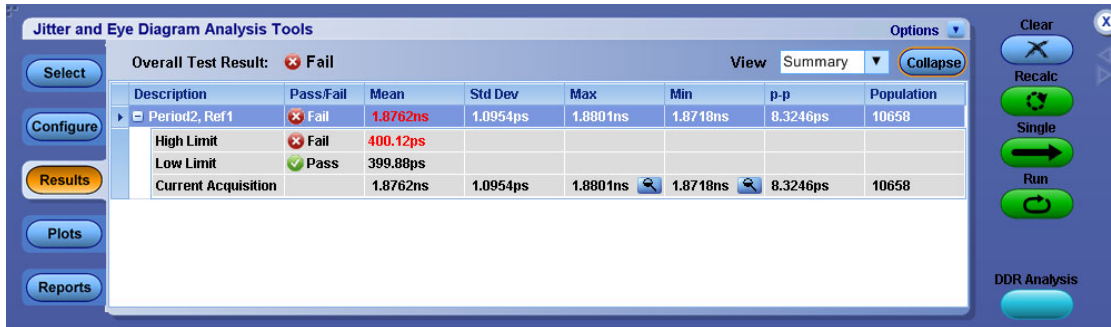 Jitter and Eye Diagram Analysis Tools
Options
Clear
X
Select
Configure
Results
Plots
Reports
Overall Test Result: Fail
View Summary Collapse
Description Pass/Fail Mean Std Dev Max Min p-p Population
Period2, Ref1 Fail 1.8762ns 1.0954ps 1.8801ns 1.8718ns 8.3246ps 10658
High Limit Fail 400.12ps
Low Limit Pass 399.88ps
Current Acquisition 1.8762ns 1.0954ps 1.8801ns 1.8718ns 8.3246ps 10658
Recalc
Single
Run
DDR Analysis